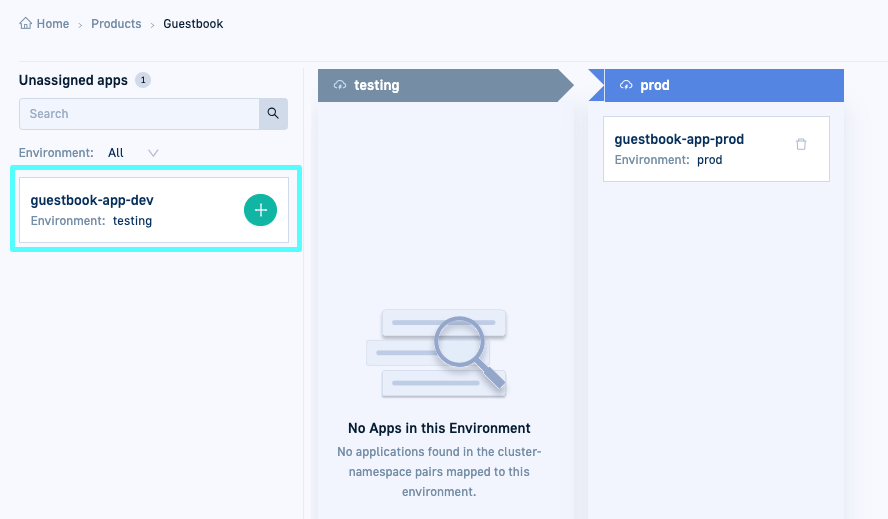 Home > Products > Guestbook
Unassigned apps 1
Search
Environment: All
guestbook-app-dev
Environment: testing
testing
No Apps in this Environment
No applications found in the cluster-
namespace pairs mapped to this
environment.
prod
guestbook-app-prod
Environment: prod